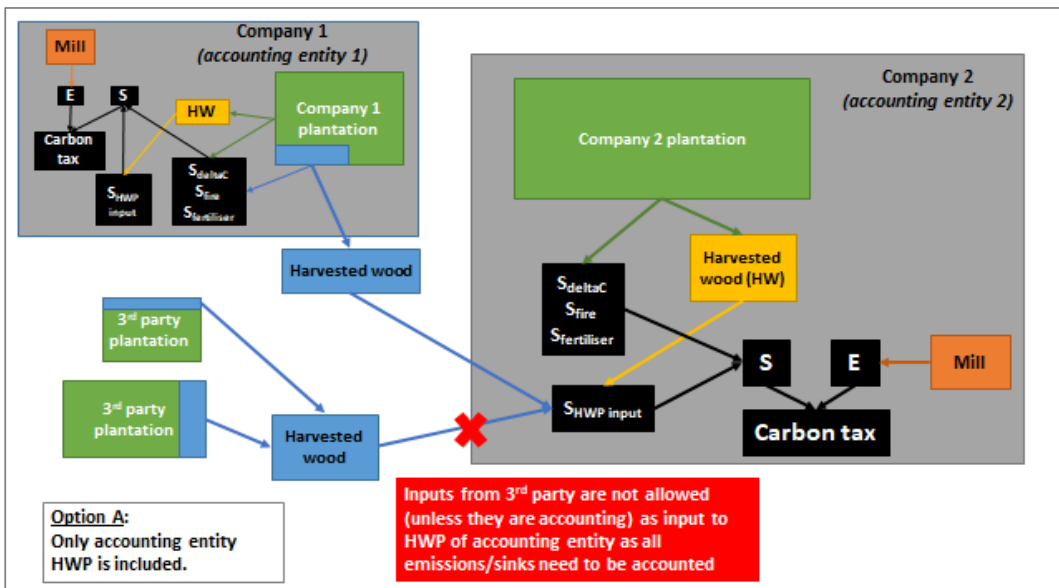 Company 1
(accounting entity 1)
Mill
E
S
HW
Company 1
plantation
Carbon
tax
S_HWP
input
S_deltaC
S_fire
S_fertiliser
Harvested wood
3rd party
plantation
3rd party
plantation
Harvested
wood
Company 2
(accounting entity 2)
Company 2 plantation
Harvested
wood (HW)
S_deltaC
S_fire
S_fertiliser
S_HWP input
S
E
Mill
Carbon tax
Option A:
Only accounting entity
HWP is included.
Inputs from 3rd party are not allowed
(unless they are accounting) as input to
HWP of accounting entity as all
emissions/sinks need to be accounted